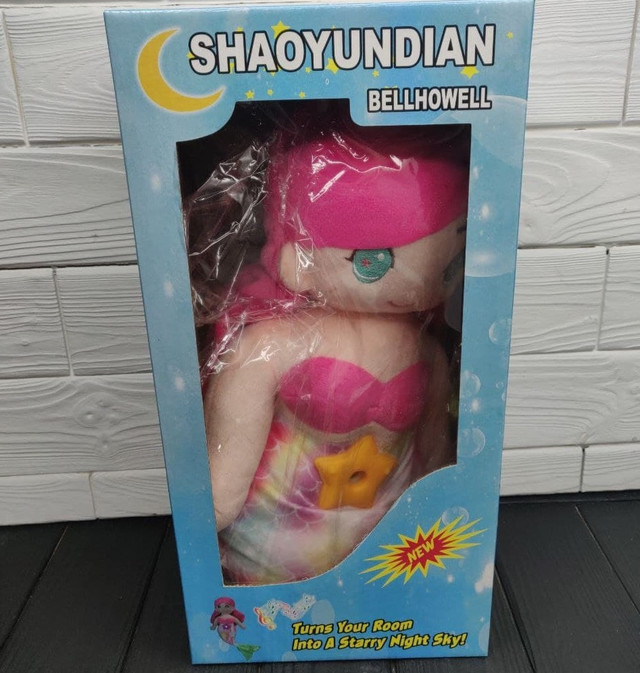 SHAOYUNDIAN
BELLHOWELL
NEW
Turns Your Room
Into A Starry Night Sky!